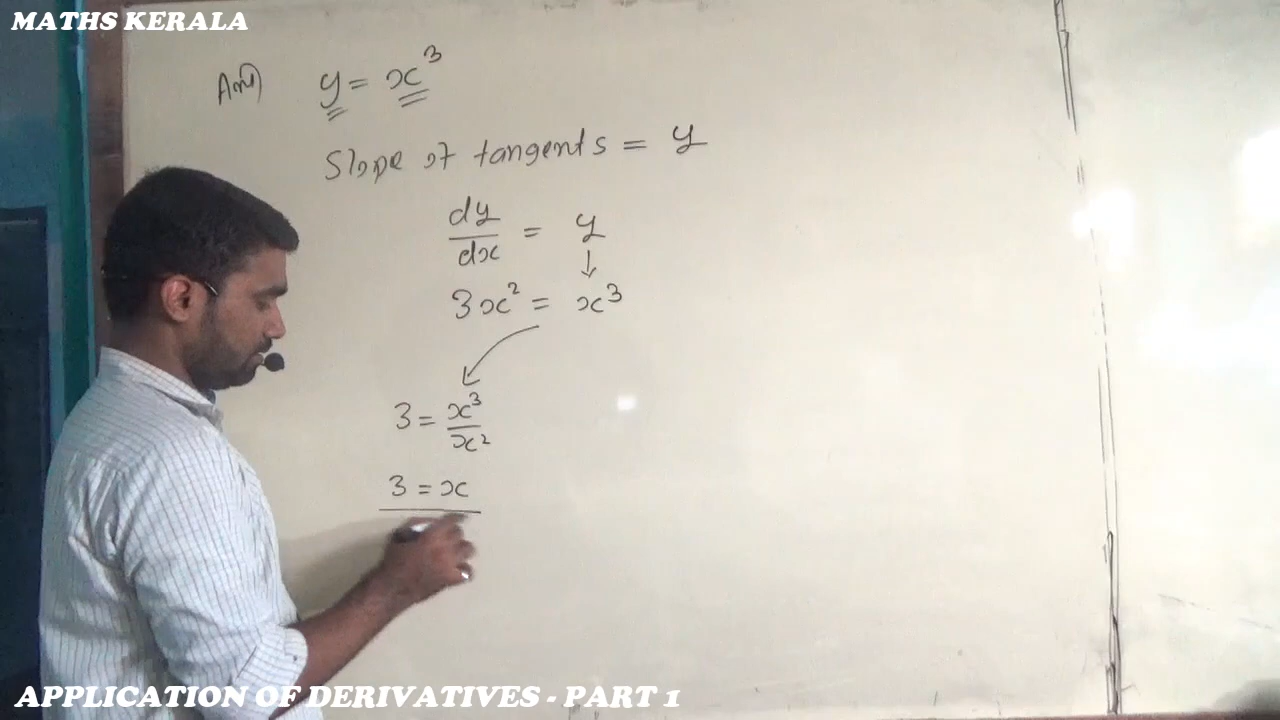 MATHS KERALA
y = x³
Slope of tangents = y
dy/dx = y
↓
3x² = x³
3 = x³/x²
3 = x
APPLICATION OF DERIVATIVES - PART 1